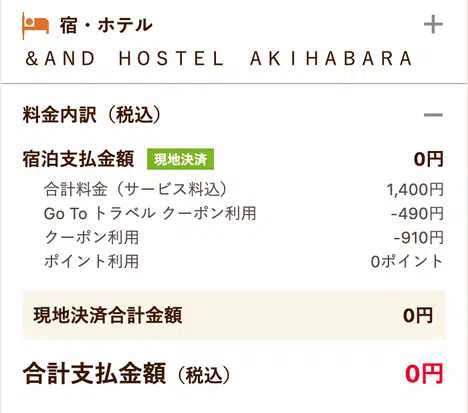 宿・ホテル
＆ＡＮＤ　ＨＯＳＴＥＬ　ＡＫＩＨＡＢＡＲＡ
料金内訳（税込）
宿泊支払金額 現地決済 0円
合計料金（サービス料込） 1,400円
Go To トラベル クーポン利用 -490円
クーポン利用 -910円
ポイント利用 0ポイント
現地決済合計金額 0円
合計支払金額（税込） 0円